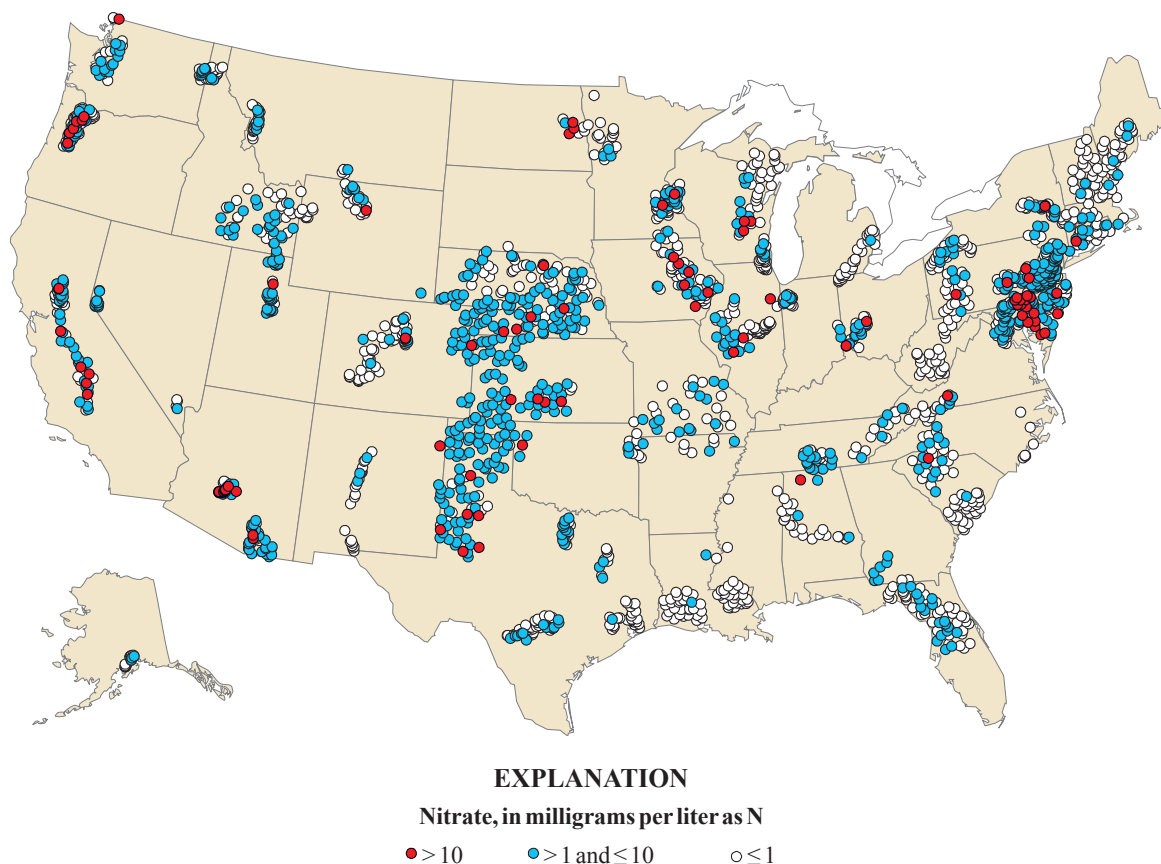 EXPLANATION
Nitrate, in milligrams per liter as N
> 10 > 1 and ≤ 10 ≤ 1